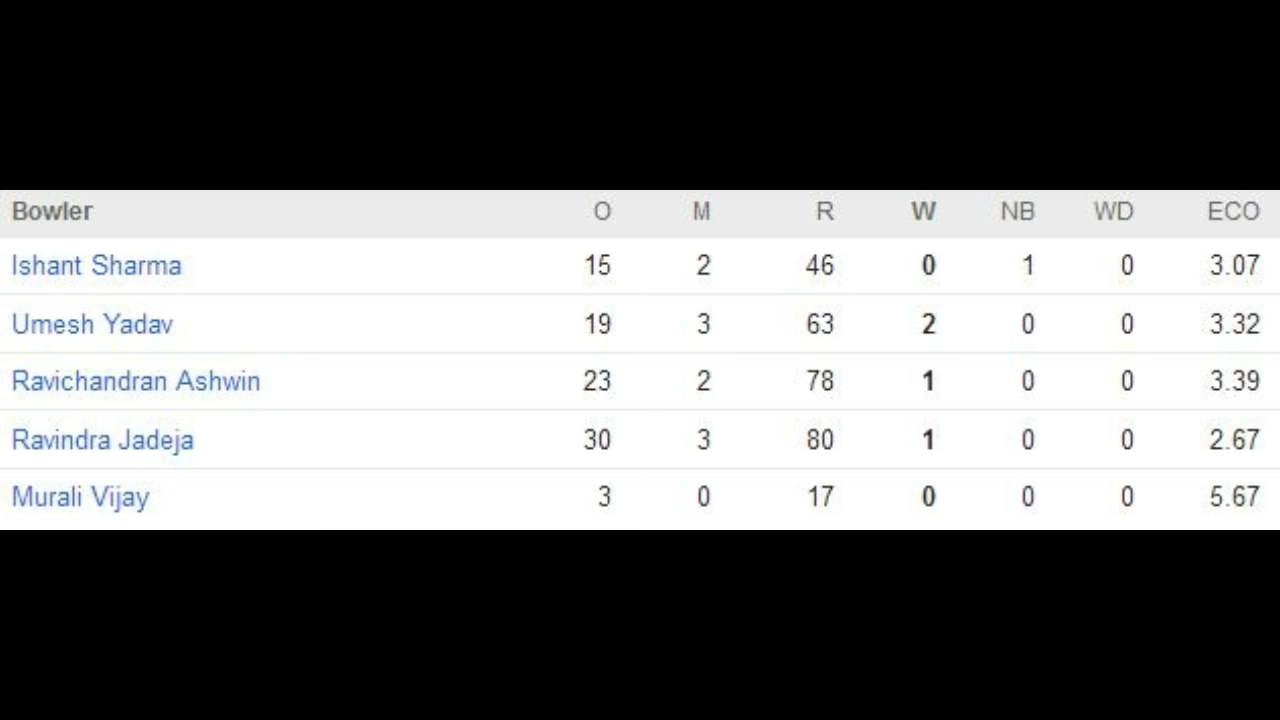 Bowler O M R W NB WD ECO
Ishant Sharma 15 2 46 0 1 0 3.07
Umesh Yadav 19 3 63 2 0 0 3.32
Ravichandran Ashwin 23 2 78 1 0 0 3.39
Ravindra Jadeja 30 3 80 1 0 0 2.67
Murali Vijay 3 0 17 0 0 0 5.67